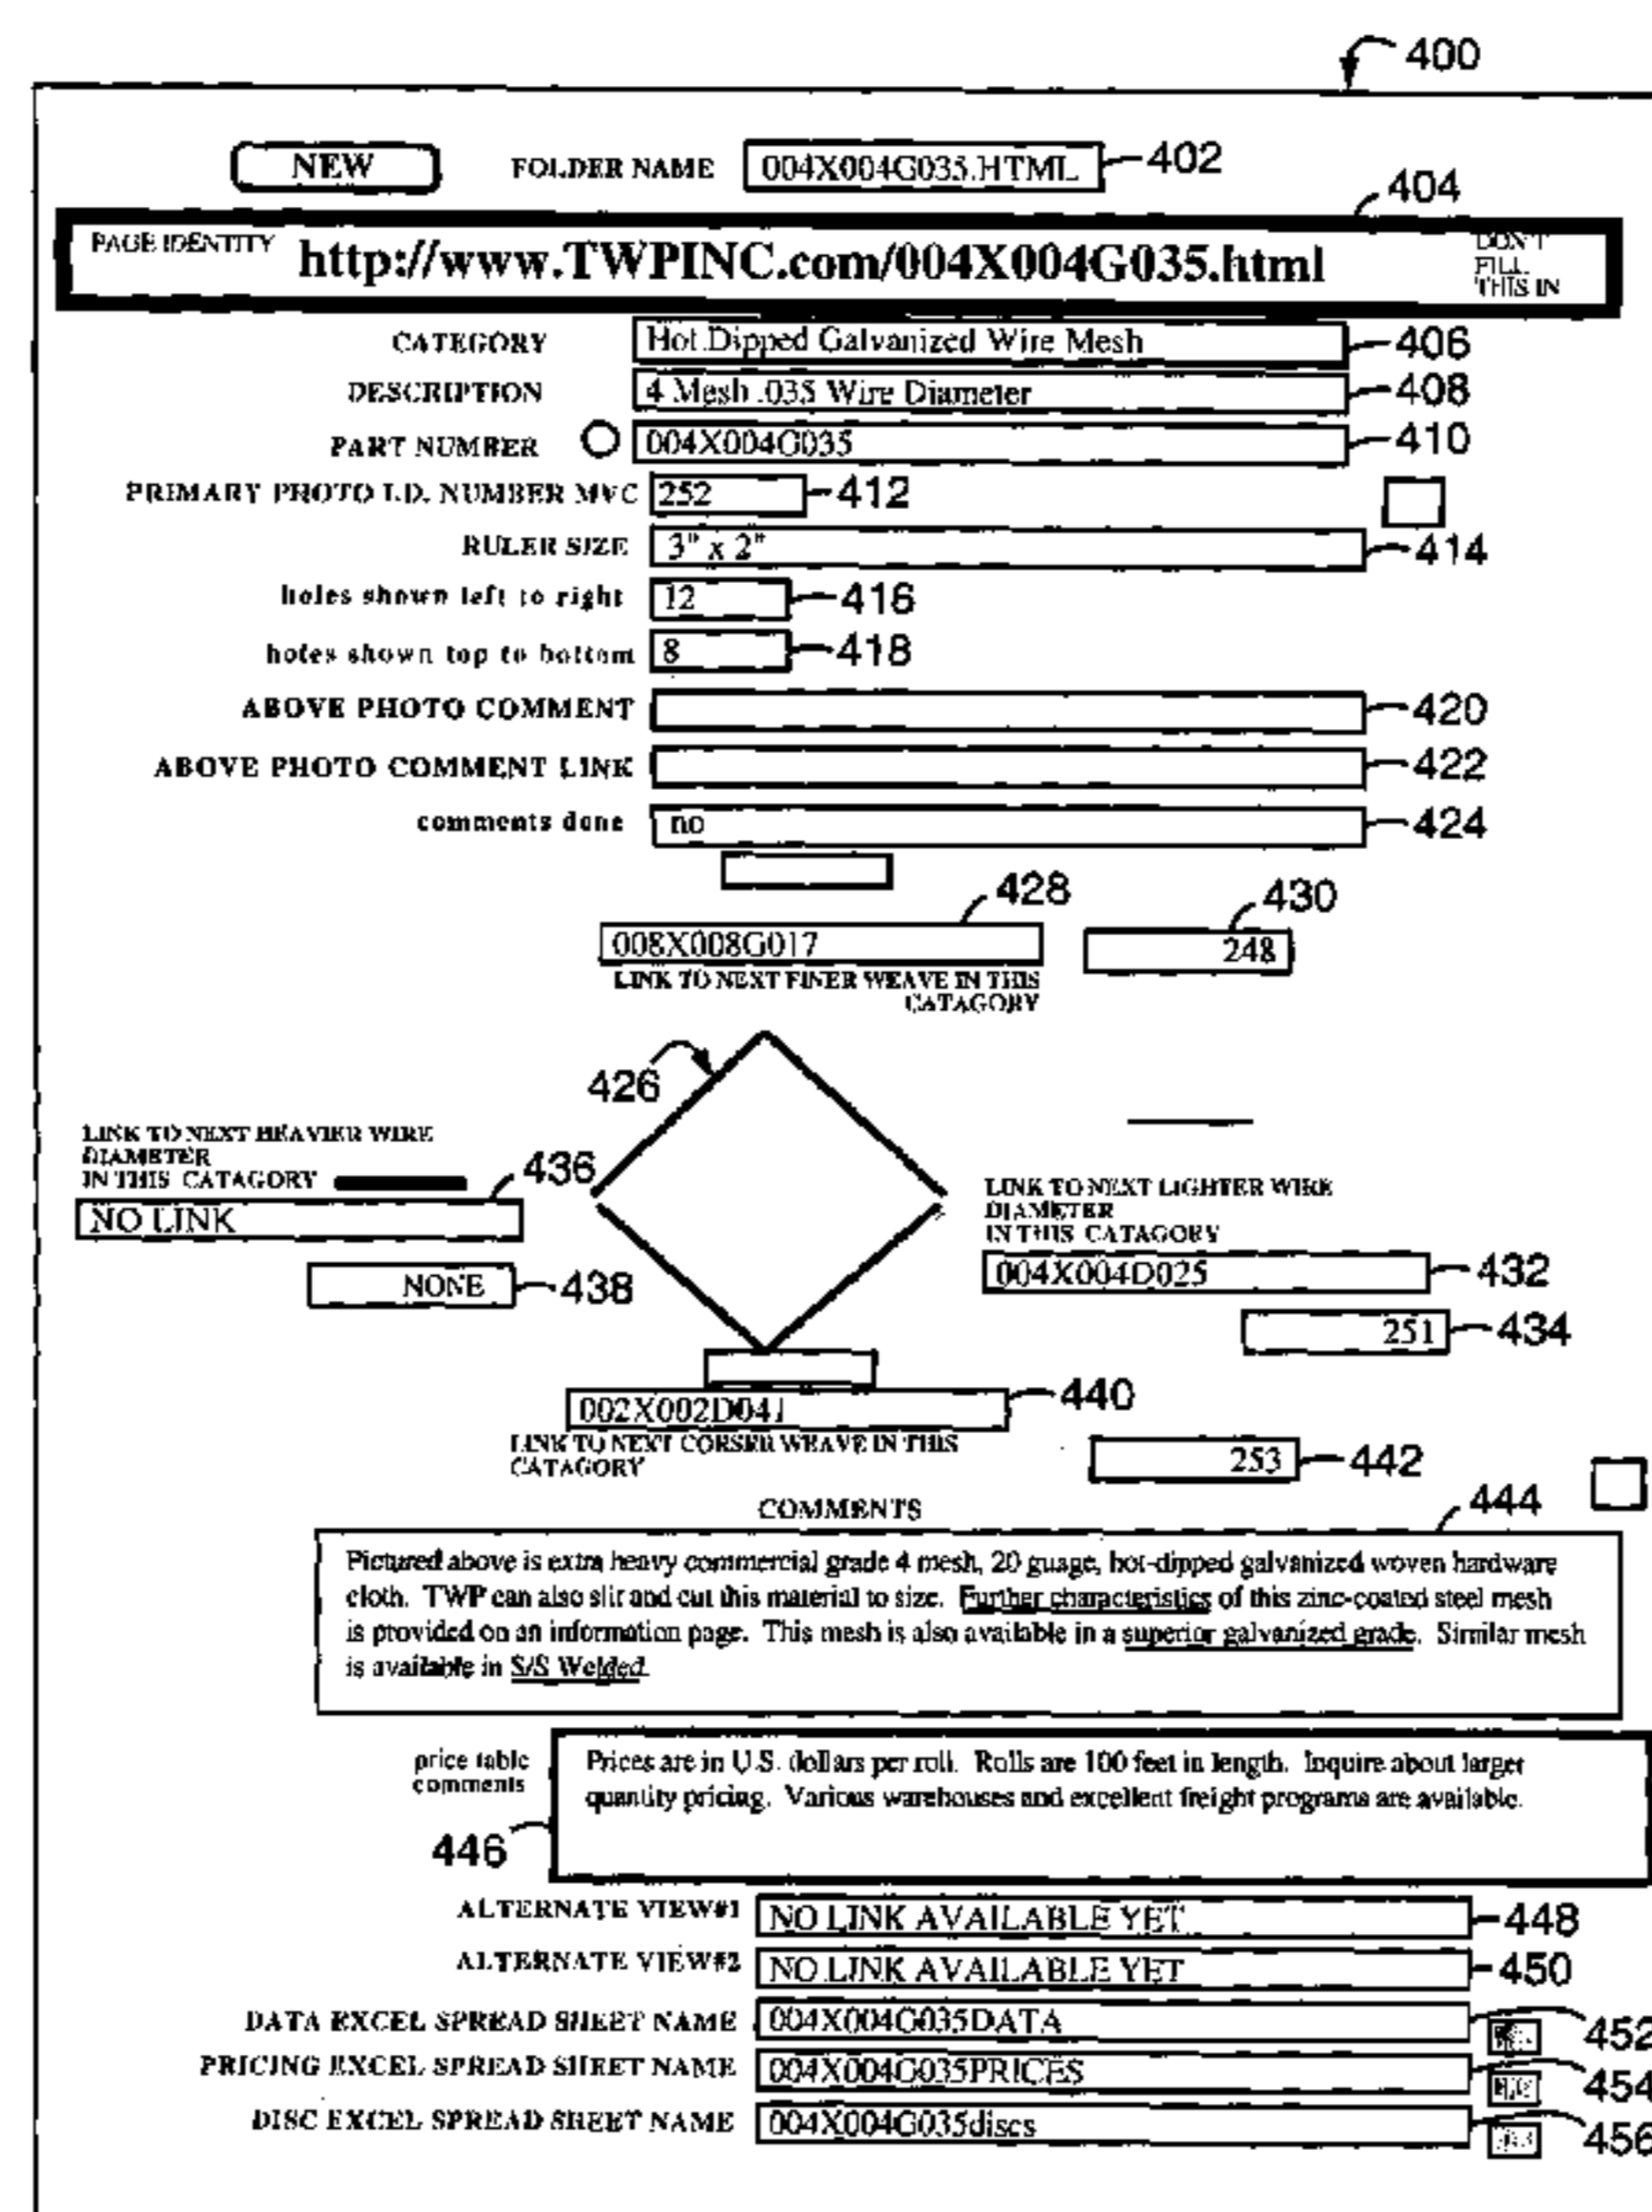 400
NEW FOLDER NAME 004X004G035.HTML 402
404
PAGE IDENTITY http://www.TWPINC.com/004X004G035.html DON'T
FILL
THIS IN
CATEGORY Hot Dipped Galvanized Wire Mesh 406
DESCRIPTION 4 Mesh .035 Wire Diameter 408
PART NUMBER 004X004G035 410
PRIMARY PHOTO I.D. NUMBER MVC 252 412
RULER SIZE 3" x 2" 414
holes shown left to right 12 416
holes shown top to bottom 8 418
ABOVE PHOTO COMMENT 420
ABOVE PHOTO COMMENT LINK 422
comments done no 424
428 430
008X008G017 248
LINK TO NEXT FINER WEAVE IN THIS
CATAGORY
426
LINK TO NEXT HEAVIER WIRE
DIAMETER
IN THIS CATAGORY 436
NO LINK
NONE 438
LINK TO NEXT LIGHTER WIRE
DIAMETER
IN THIS CATAGORY
004X004D025 432
251 434
002X002D041 440
LINK TO NEXT CORSER WEAVE IN THIS
CATAGORY
253 442
COMMENTS 444
Pictured above is extra heavy commercial grade 4 mesh, 20 guage, hot-dipped galvanized woven hardware
cloth. TWP can also slit and cut this material to size. Further characteristics of this zinc-coated steel mesh
is provided on an information page. This mesh is also available in a superior galvanized grade. Similar mesh
is available in S/S Welded.
price table
comments
Prices are in U.S. dollars per roll. Rolls are 100 feet in length. Inquire about larger
quantity pricing. Various warehouses and excellent freight programs are available.
446
ALTERNATE VIEW#1 NO LINK AVAILABLE YET 448
ALTERNATE VIEW#2 NO LINK AVAILABLE YET 450
DATA EXCEL SPREAD SHEET NAME 004X004G035DATA 452
PRICING EXCEL SPREAD SHEET NAME 004X004G035PRICES 454
DISC EXCEL SPREAD SHEET NAME 004X004G035discs 456